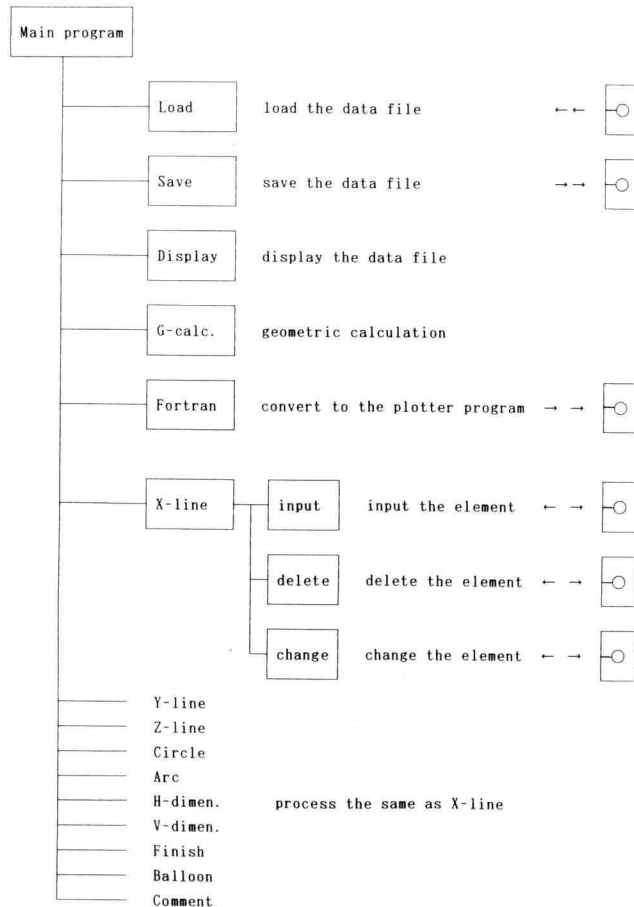 Main program
Load load the data file ←←
Save save the data file →→
Display display the data file
G-calc. geometric calculation
Fortran convert to the plotter program → →
X-line input input the element ← →
delete delete the element ← →
change change the element ← →
Y-line
Z-line
Circle
Arc
H-dimen. process the same as X-line
V-dimen.
Finish
Balloon
Comment